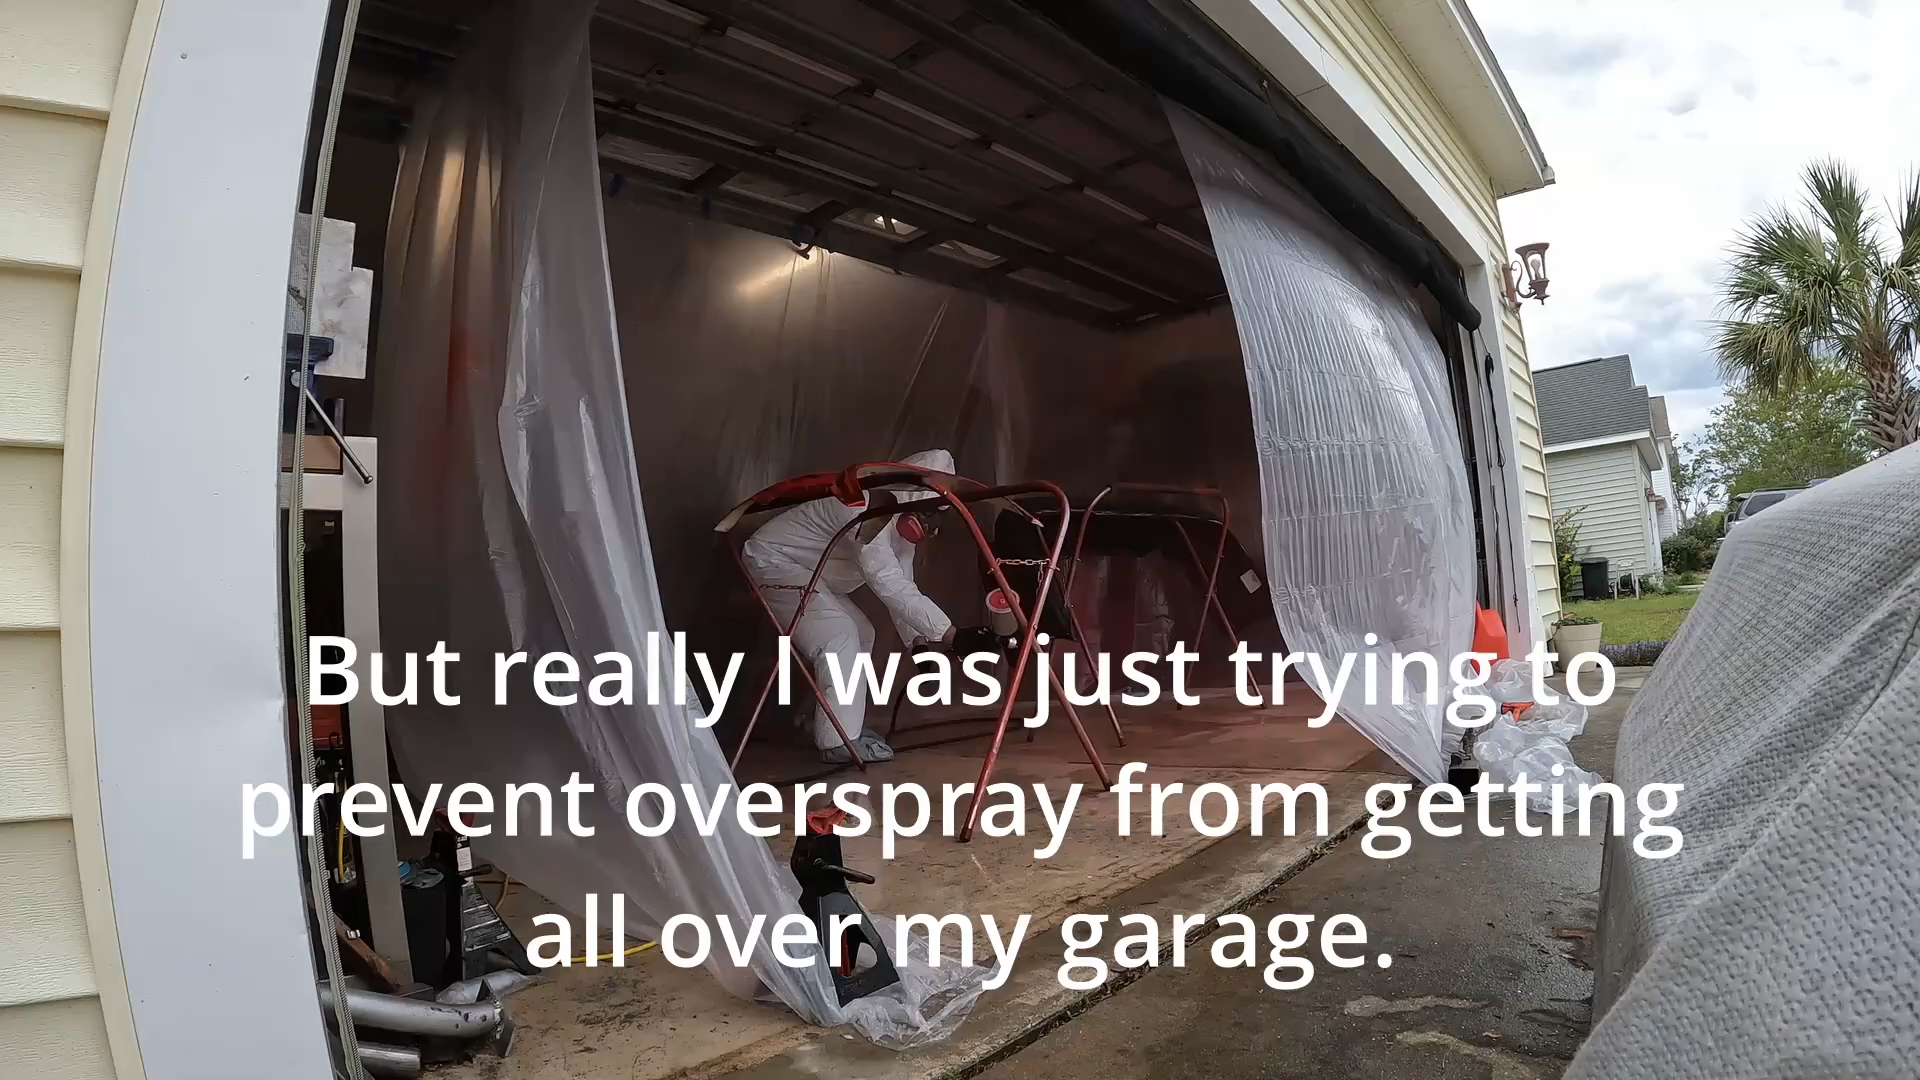 But really I was just trying to
prevent overspray from getting
all over my garage.